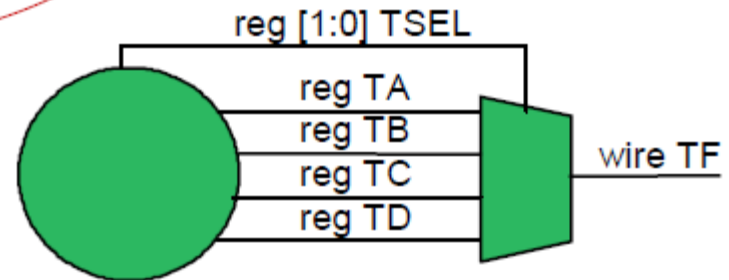 reg [1:0] TSEL
reg TA
reg TB
reg TC
reg TD
wire TF